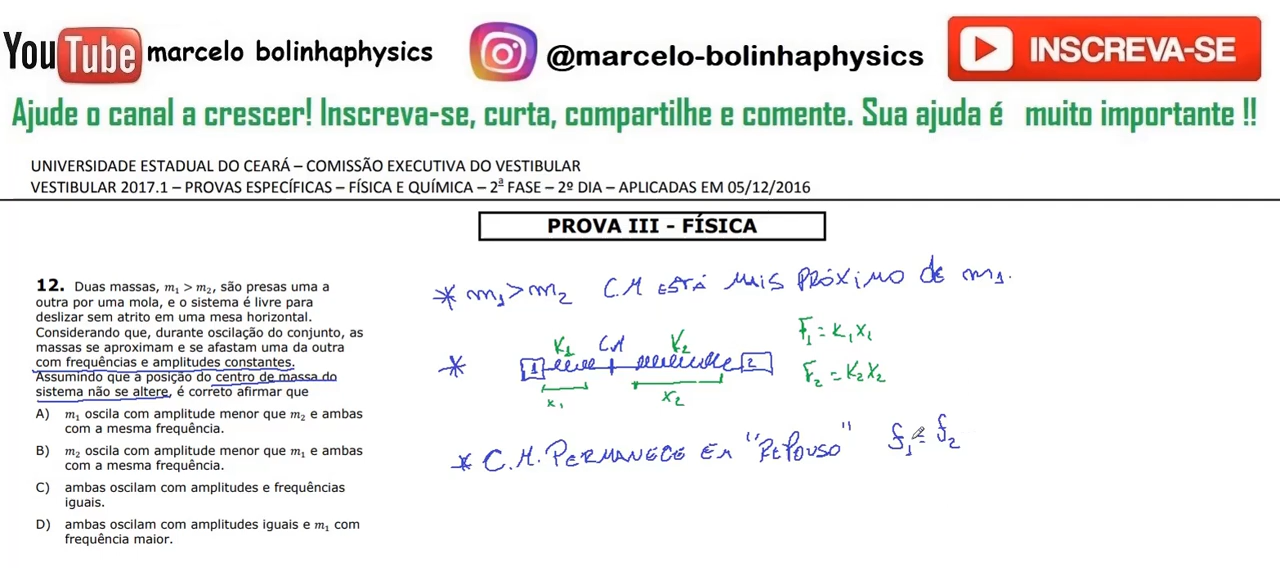 YouTube marcelo bolinhaphysics @marcelo-bolinhaphysics INSCREVA-SE
Ajude o canal a crescer! Inscreva-se, curta, compartilhe e comente. Sua ajuda é muito importante !!
UNIVERSIDADE ESTADUAL DO CEARÁ – COMISSÃO EXECUTIVA DO VESTIBULAR
VESTIBULAR 2017.1 – PROVAS ESPECÍFICAS – FÍSICA E QUÍMICA – 2ª FASE – 2º DIA – APLICADAS EM 05/12/2016
PROVA III - FÍSICA
12. Duas massas, m₁ > m₂, são presas uma a
outra por uma mola, e o sistema é livre para
deslizar sem atrito em uma mesa horizontal.
Considerando que, durante oscilação do conjunto, as
massas se aproximam e se afastam uma da outra
com frequências e amplitudes constantes.
Assumindo que a posição do centro de massa do
sistema não se altere, é correto afirmar que
A) m₁ oscila com amplitude menor que m₂ e ambas
com a mesma frequência.
B) m₂ oscila com amplitude menor que m₁ e ambas
com a mesma frequência.
C) ambas oscilam com amplitudes e frequências
iguais.
D) ambas oscilam com amplitudes iguais e m₁ com
frequência maior.
* m₁ > m₂ C.M ESTÁ MAIS PRÓXIMO DE m₁.
K₁ CM K₂
* 1 2
x₁ x₂
F₁ = K₁X₁
F₂ = K₂X₂
* C.M. PERMANECE EM "REPOUSO" f₁ = f₂